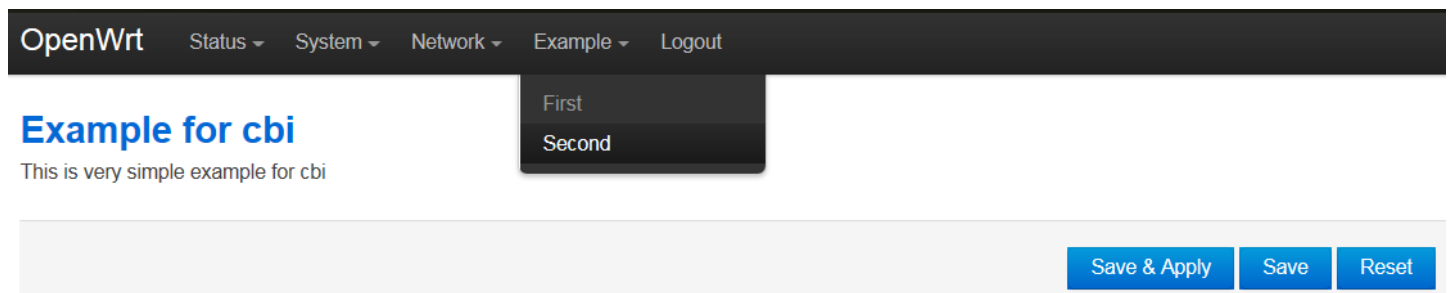 OpenWrt Status System Network Example Logout
First
Second
Example for cbi
This is very simple example for cbi
Save & Apply Save Reset